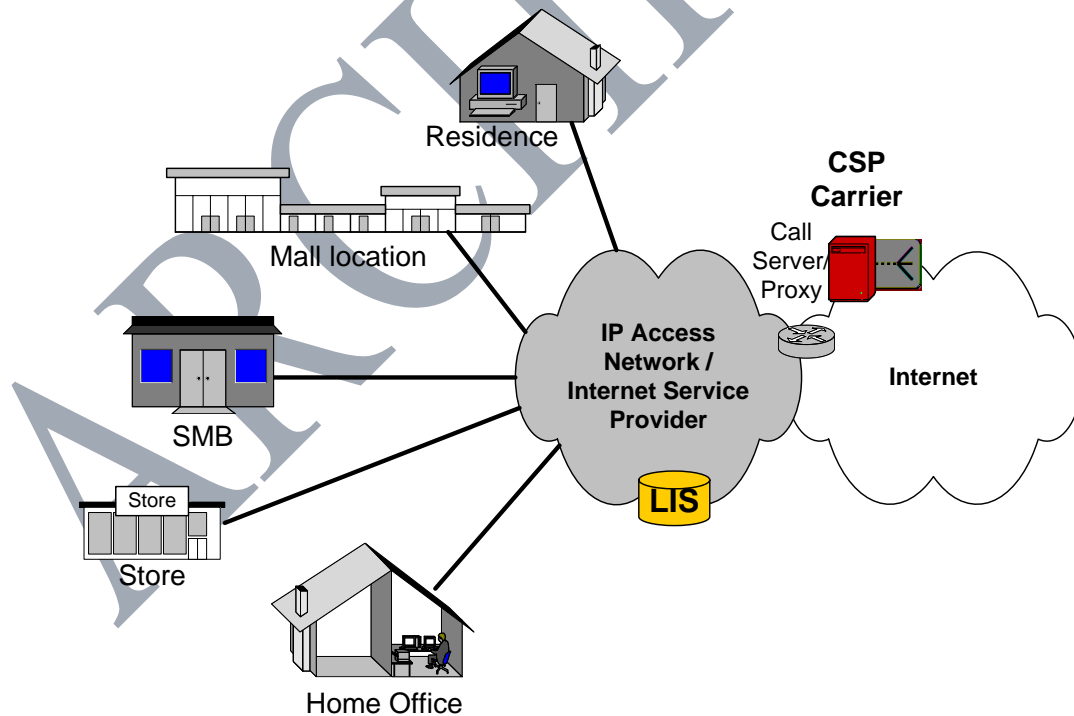 Residence
CSP
Carrier
Call
Server/
Proxy
Mall location
IP Access
Network /
Internet Service
Provider
Internet
SMB
LIS
Store
Store
Home Office